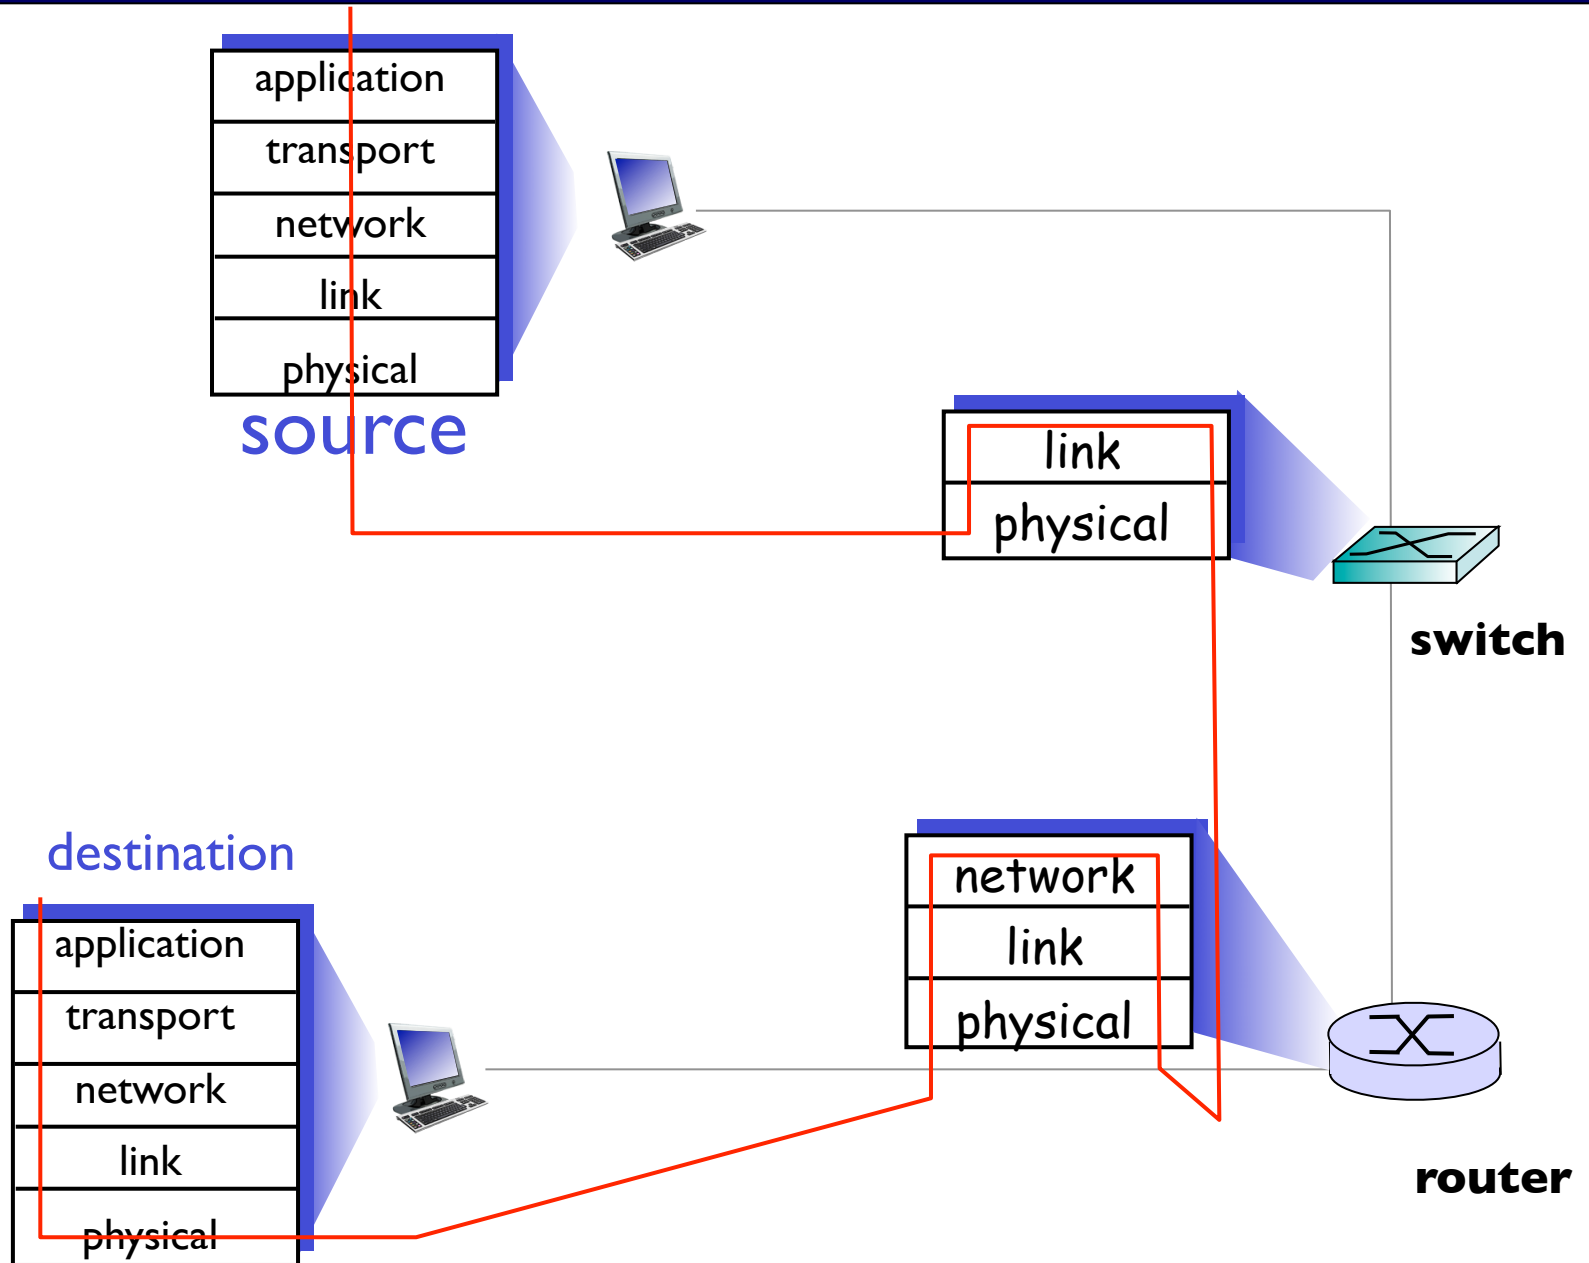 application
transport
network
link
physical
source
link
physical
switch
destination
application
transport
network
link
physical
network
link
physical
router